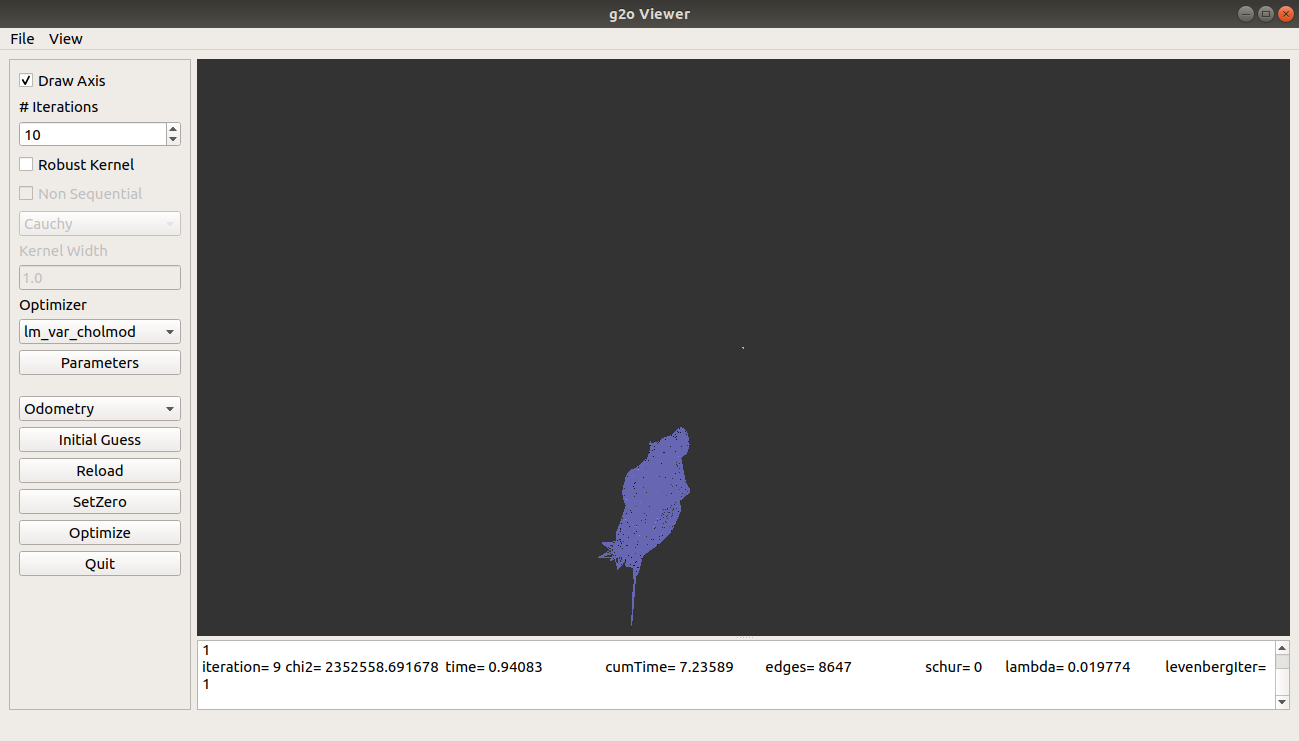 g2o Viewer
File View
Draw Axis
# Iterations
10
Robust Kernel
Non Sequential
Cauchy
Kernel Width
1.0
Optimizer
lm_var_cholmod
Parameters
Odometry
Initial Guess
Reload
SetZero
Optimize
Quit
1
iteration= 9 chi2= 2352558.691678 time= 0.94083 cumTime= 7.23589 edges= 8647 schur= 0 lambda= 0.019774 levenbergIter=
1